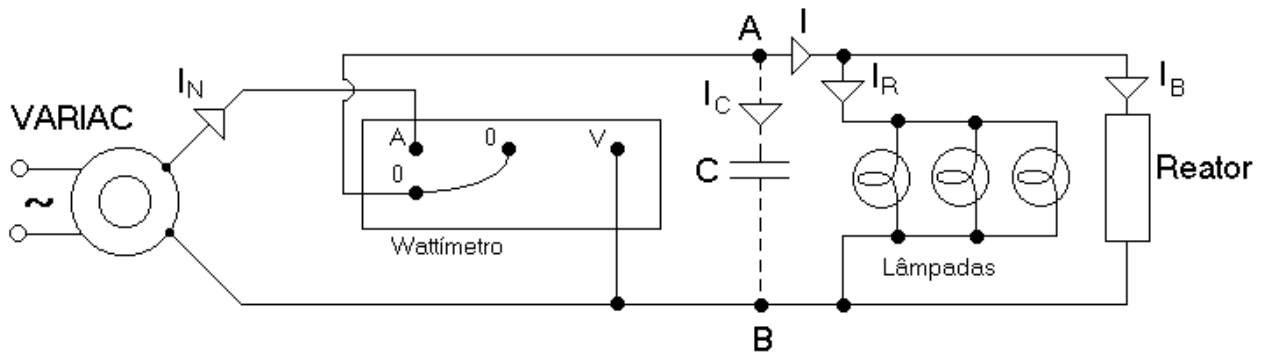 VARIAC
~
I_N
A
0
0
V
Wattímetro
A
I
I_C
C
B
I_R
Lâmpadas
I_B
Reator